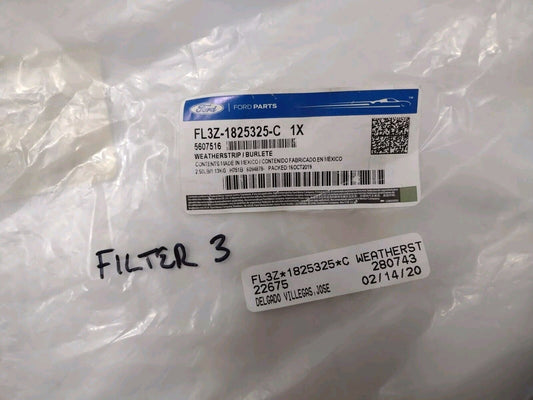 Ford
FORD PARTS
FL3Z-1825325-C 1X
5607516
WEATHERSTRIP / BURLETE
CONTENTS MADE IN MEXICO / CONTENIDO FABRICADO EN MEXICO
PACKED
FILTER 3
FL3Z*1825325*C WEATHERST
22675 280743
DELGADO VILLEGAS,JOSE 02/14/20